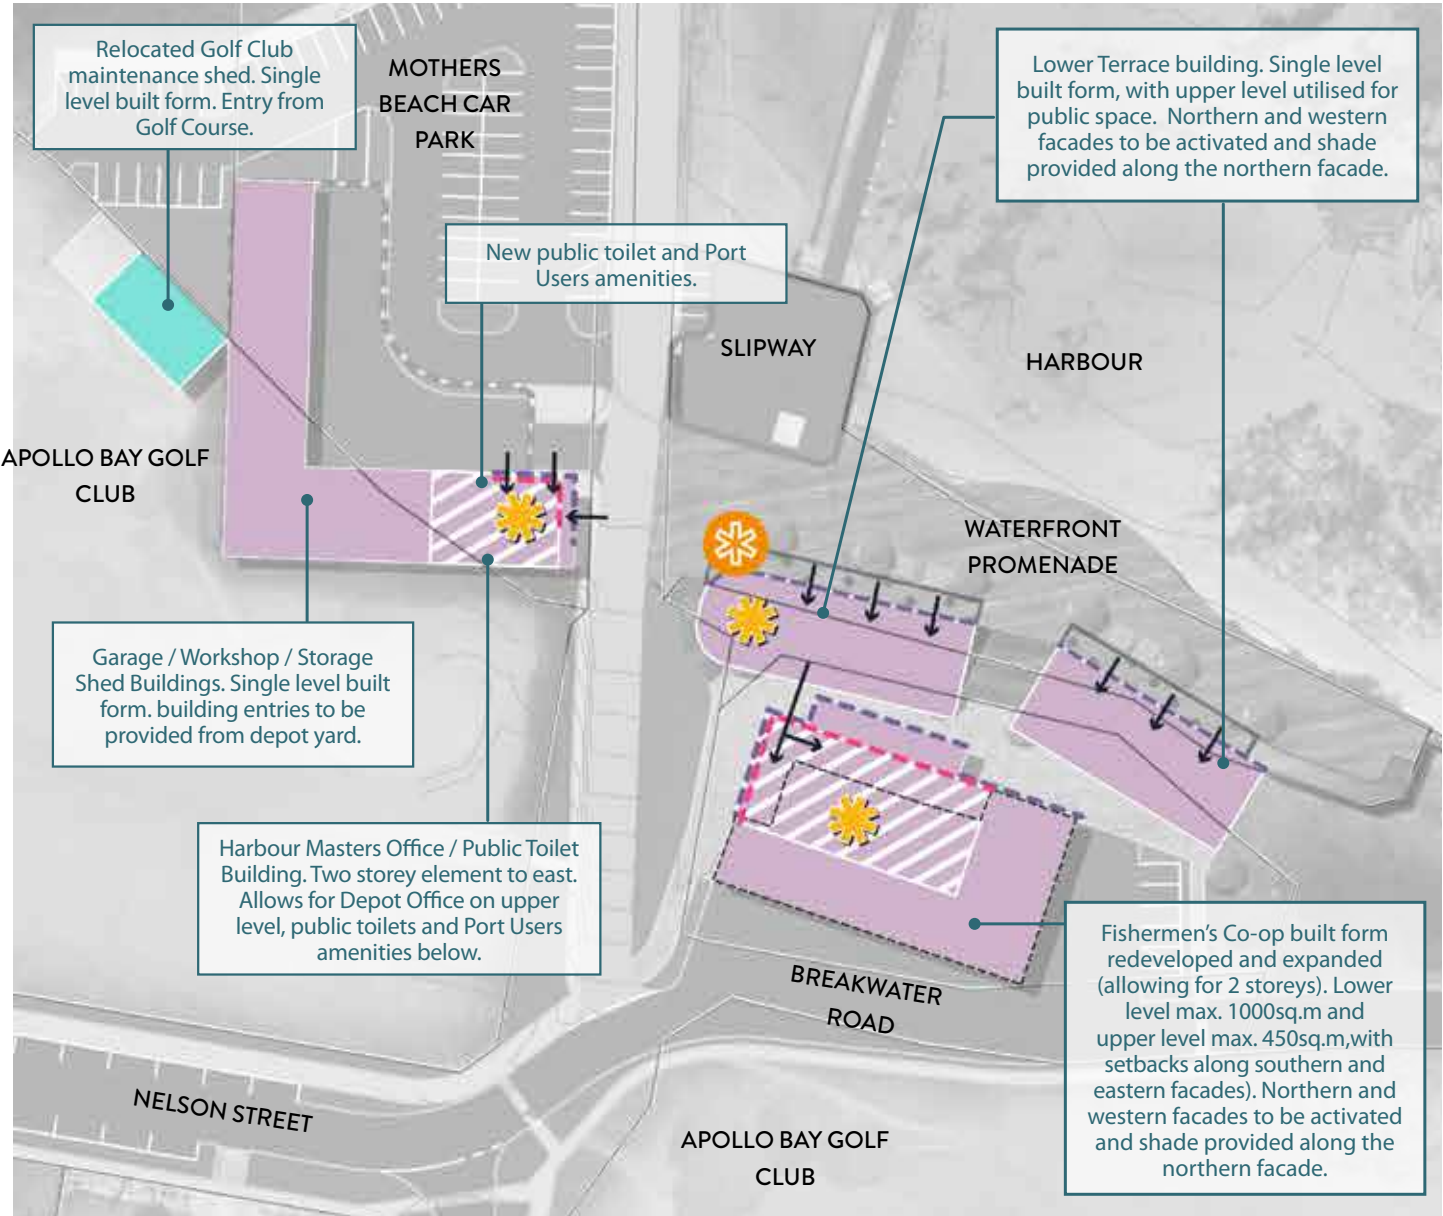 Relocated Golf Club
maintenance shed. Single
level built form. Entry from
Golf Course.
MOTHERS
BEACH CAR
PARK
Lower Terrace building. Single level
built form, with upper level utilised for
public space.  Northern and western
facades to be activated and shade
provided along the northern facade.
New public toilet and Port
Users amenities.
SLIPWAY
HARBOUR
APOLLO BAY GOLF
CLUB
WATERFRONT
PROMENADE
Garage / Workshop / Storage
Shed Buildings. Single level built
form. building entries to be
provided from depot yard.
Harbour Masters Office / Public Toilet
Building. Two storey element to east.
Allows for Depot Office on upper
level, public toilets and Port Users
amenities below.
Fishermen’s Co-op built form
redeveloped and expanded
(allowing for 2 storeys). Lower
level max. 1000sq.m and
upper level max. 450sq.m,with
setbacks along southern and
eastern facades). Northern and
western facades to be activated
and shade provided along the
northern facade.
BREAKWATER
ROAD
NELSON STREET
APOLLO BAY GOLF
CLUB